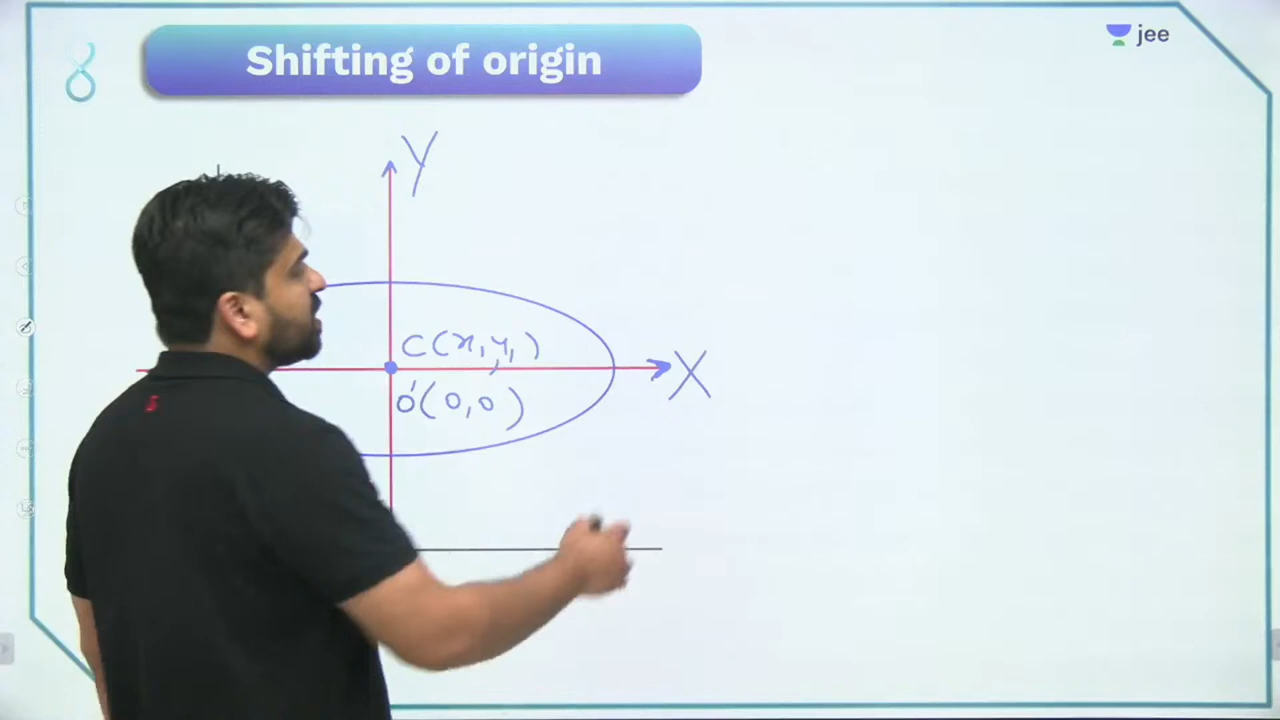 Shifting of origin
jee
Y
C(x₁,y₁)
X
O'(0,0)